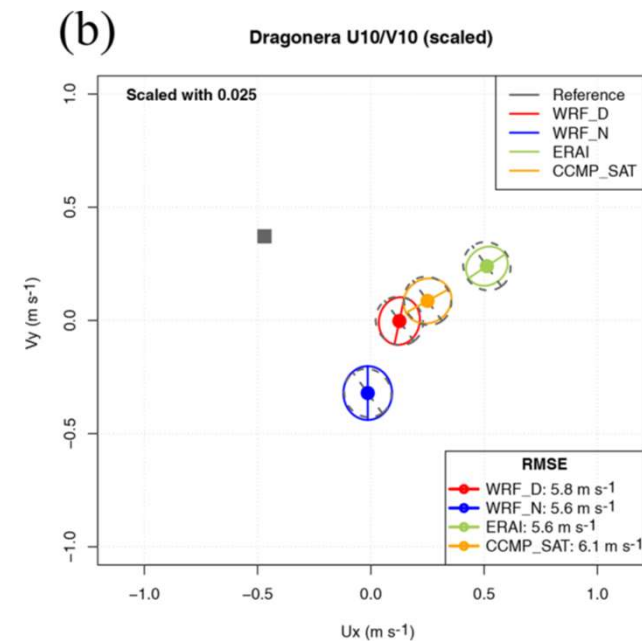 (b)
Dragonera U10/V10 (scaled)
Scaled with 0.025
Reference
WRF_D
WRF_N
ERAI
CCMP_SAT
1.0
0.5
0.0
−0.5
−1.0
Vy (m s-1)
RMSE
WRF_D: 5.8 m s-1
WRF_N: 5.6 m s-1
ERAI: 5.6 m s-1
CCMP_SAT: 6.1 m s-1
−1.0 −0.5 0.0 0.5 1.0
Ux (m s-1)